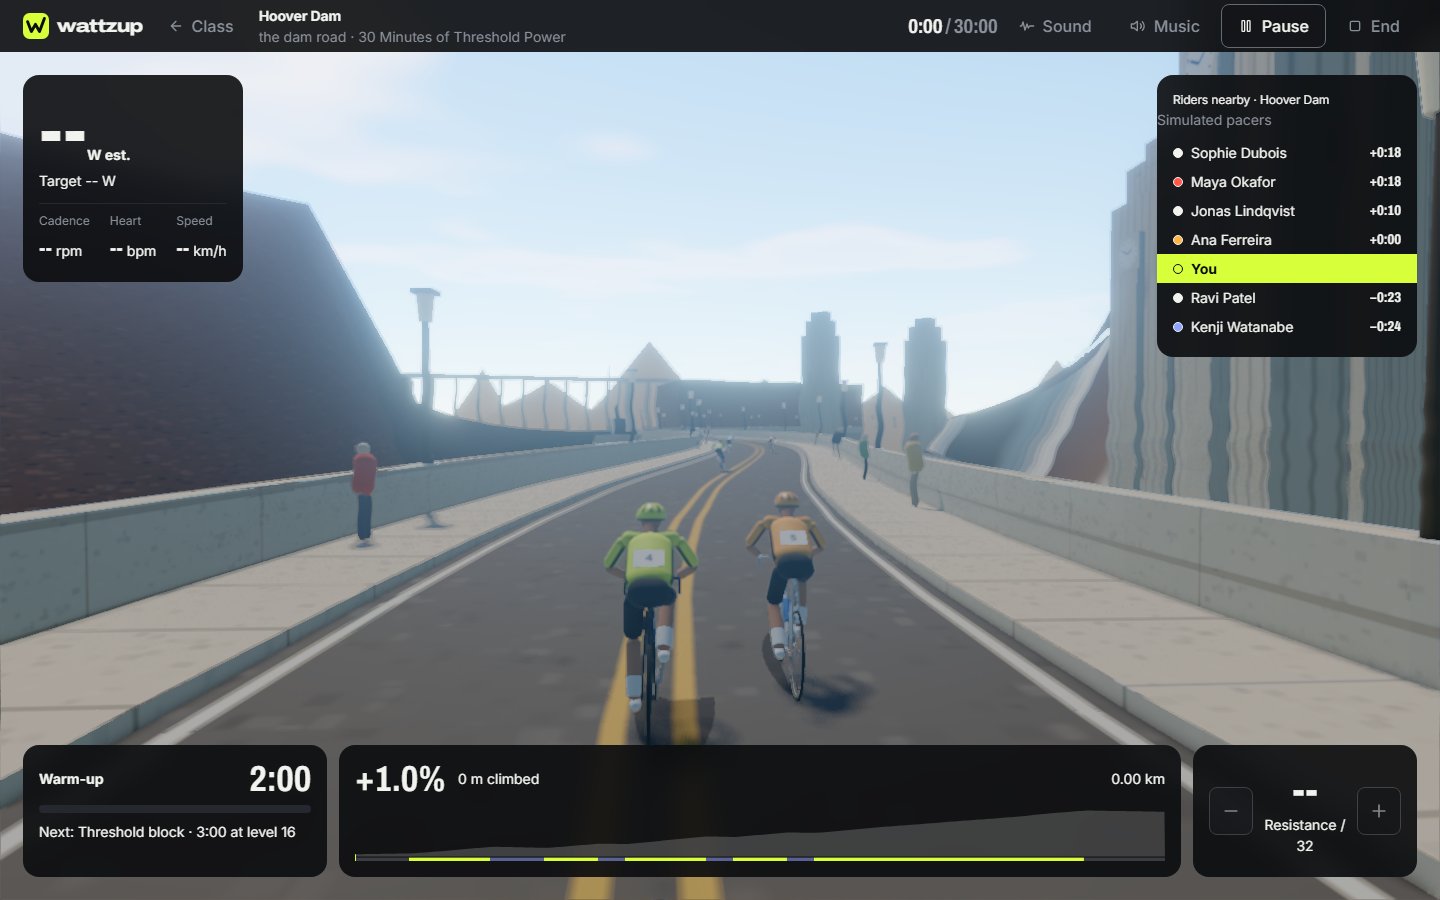 W wattzup
← Class
Hoover Dam
the dam road · 30 Minutes of Threshold Power
0:00 / 30:00
Sound
Music
Pause
End
--
W est.
Target -- W
Cadence Heart Speed
-- rpm -- bpm -- km/h
Riders nearby · Hoover Dam
Simulated pacers
Sophie Dubois +0:18
Maya Okafor +0:18
Jonas Lindqvist +0:10
Ana Ferreira +0:00
You
Ravi Patel −0:23
Kenji Watanabe −0:24
4
5
Warm-up 2:00
Next: Threshold block · 3:00 at level 16
+1.0% 0 m climbed 0.00 km
−
--
Resistance /
32
+